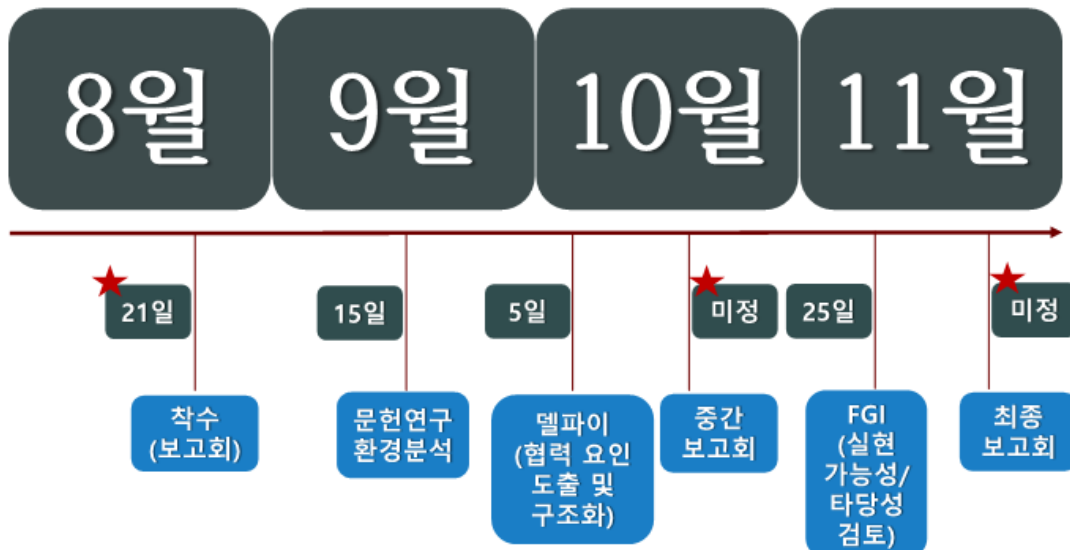 8월
9월
10월
11월
21일
15일
5일
미정
25일
미정
착수
(보고회)
문헌연구
환경분석
델파이
(협력 요인
도출 및
구조화)
중간
보고회
FGI
(실현
가능성/
타당성
검토)
최종
보고회